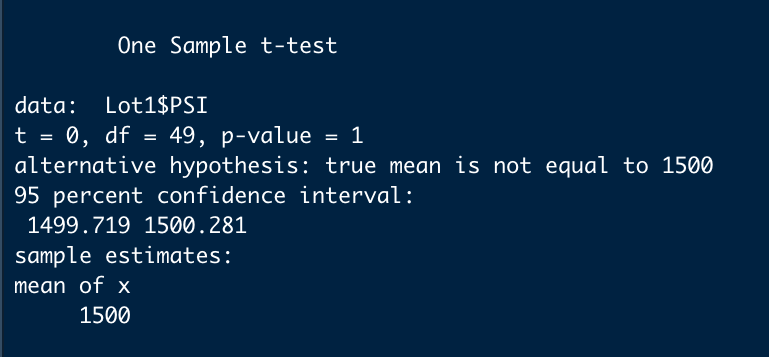 One Sample t-test
data:  Lot1$PSI
t = 0, df = 49, p-value = 1
alternative hypothesis: true mean is not equal to 1500
95 percent confidence interval:
1499.719 1500.281
sample estimates:
mean of x
1500